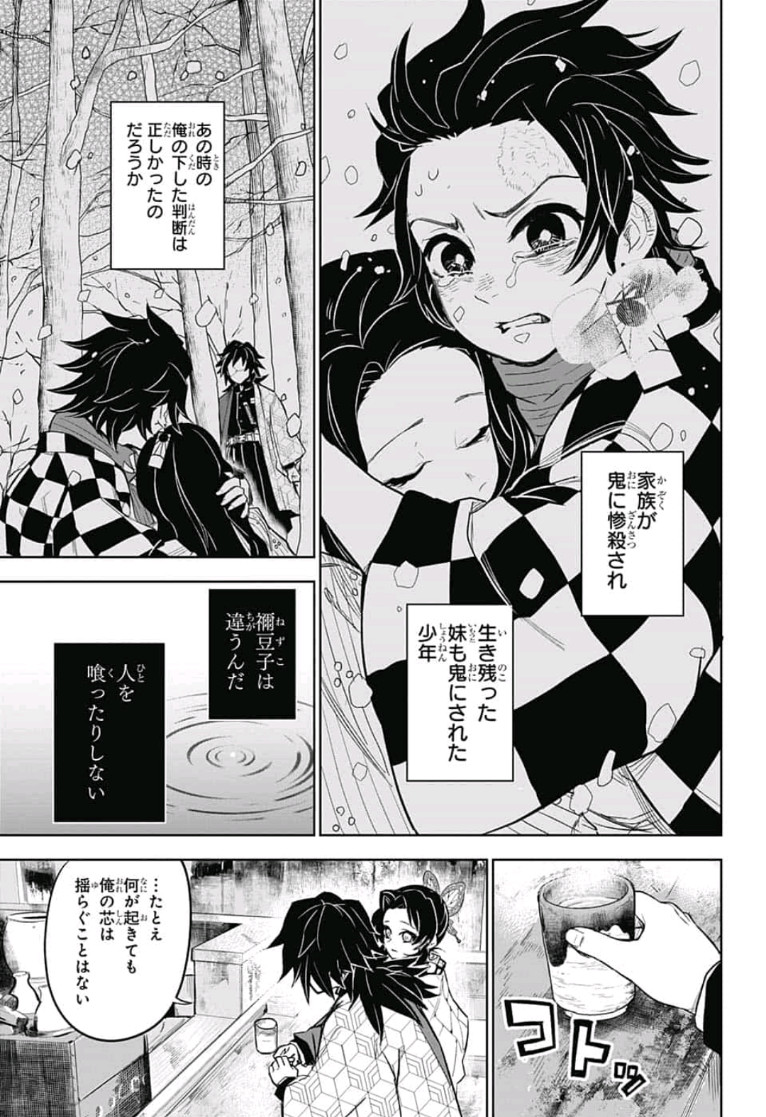 家族が
鬼に惨殺され
生き残った
妹も鬼にされた
少年
あの時の
俺の下した判断は
正しかったの
だろうか
禰豆子は
違うんだ
人を
喰ったりしない
コトッ
…たとえ
何が起きても
俺の芯は
揺らぐことはない